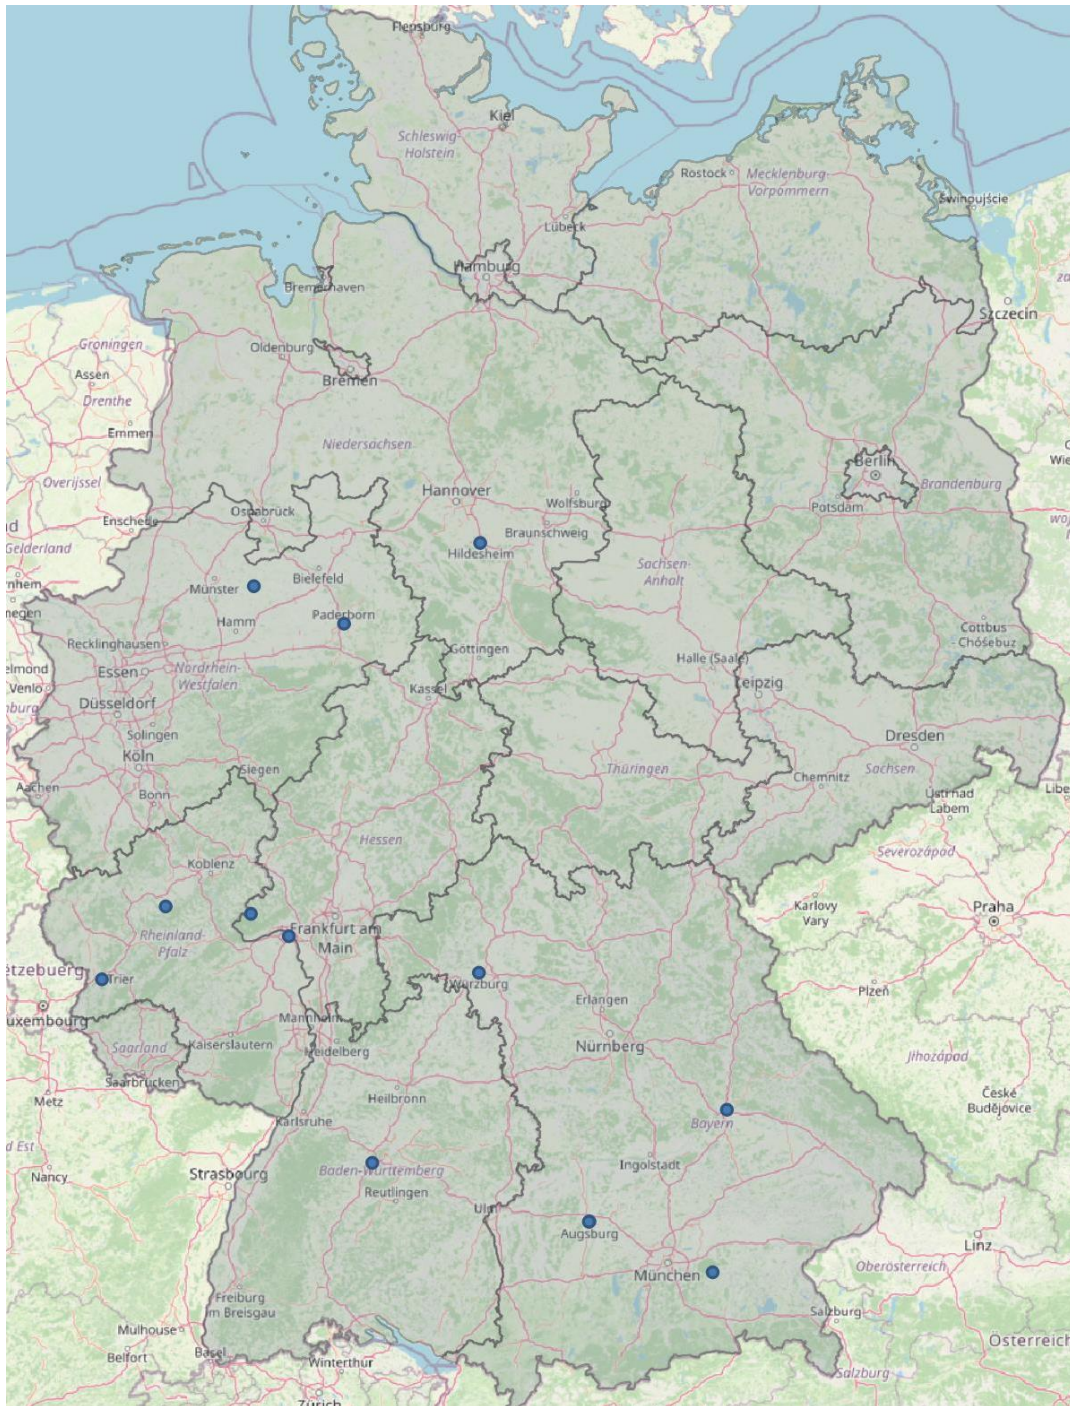 Flensburg
Kiel
Schleswig-
Holstein
Rostock
Mecklenburg-
Vorpommern
Świnoujście
Lübeck
Hamburg
Bremerhaven
Szczecin
Groningen
Oldenburg
Assen
Bremen
Drenthe
Emmen
Niedersachsen
Berlin
Overijssel
Brandenburg
Hannover
Wolfsburg
Potsdam
Osnabrück
Enschede
Braunschweig
Gelderland
Hildesheim
Sachsen-
Anhalt
Bielefeld
Münster
Paderborn
Hamm
Cottbus
- Chóśebuz
Recklinghausen
Göttingen
Halle (Saale)
Essen
Nordrhein-
Westfalen
Leipzig
Venlo
Kassel
Düsseldorf
Solingen
Dresden
Köln
Siegen
Thüringen
Sachsen
Chemnitz
Aachen
Bonn
Ústí nad
Labem
Hessen
Severozápad
Koblenz
Karlovy
Vary
Praha
Frankfurt am
Main
Rheinland-
Pfalz
Trier
Würzburg
Plzeň
Erlangen
Mannheim
Nürnberg
Saarland
Kaiserslautern
Heidelberg
Jihozápad
Saarbrücken
Metz
Heilbronn
České
Budějovice
Karlsruhe
Bayern
Nancy
Strasbourg
Baden-Württemberg
Ingolstadt
Reutlingen
Ulm
Augsburg
Linz
München
Oberösterreich
Freiburg
im Breisgau
Salzburg
Mulhouse
Österreich
Belfort
Basel
Winterthur
Salzburg
Zürich